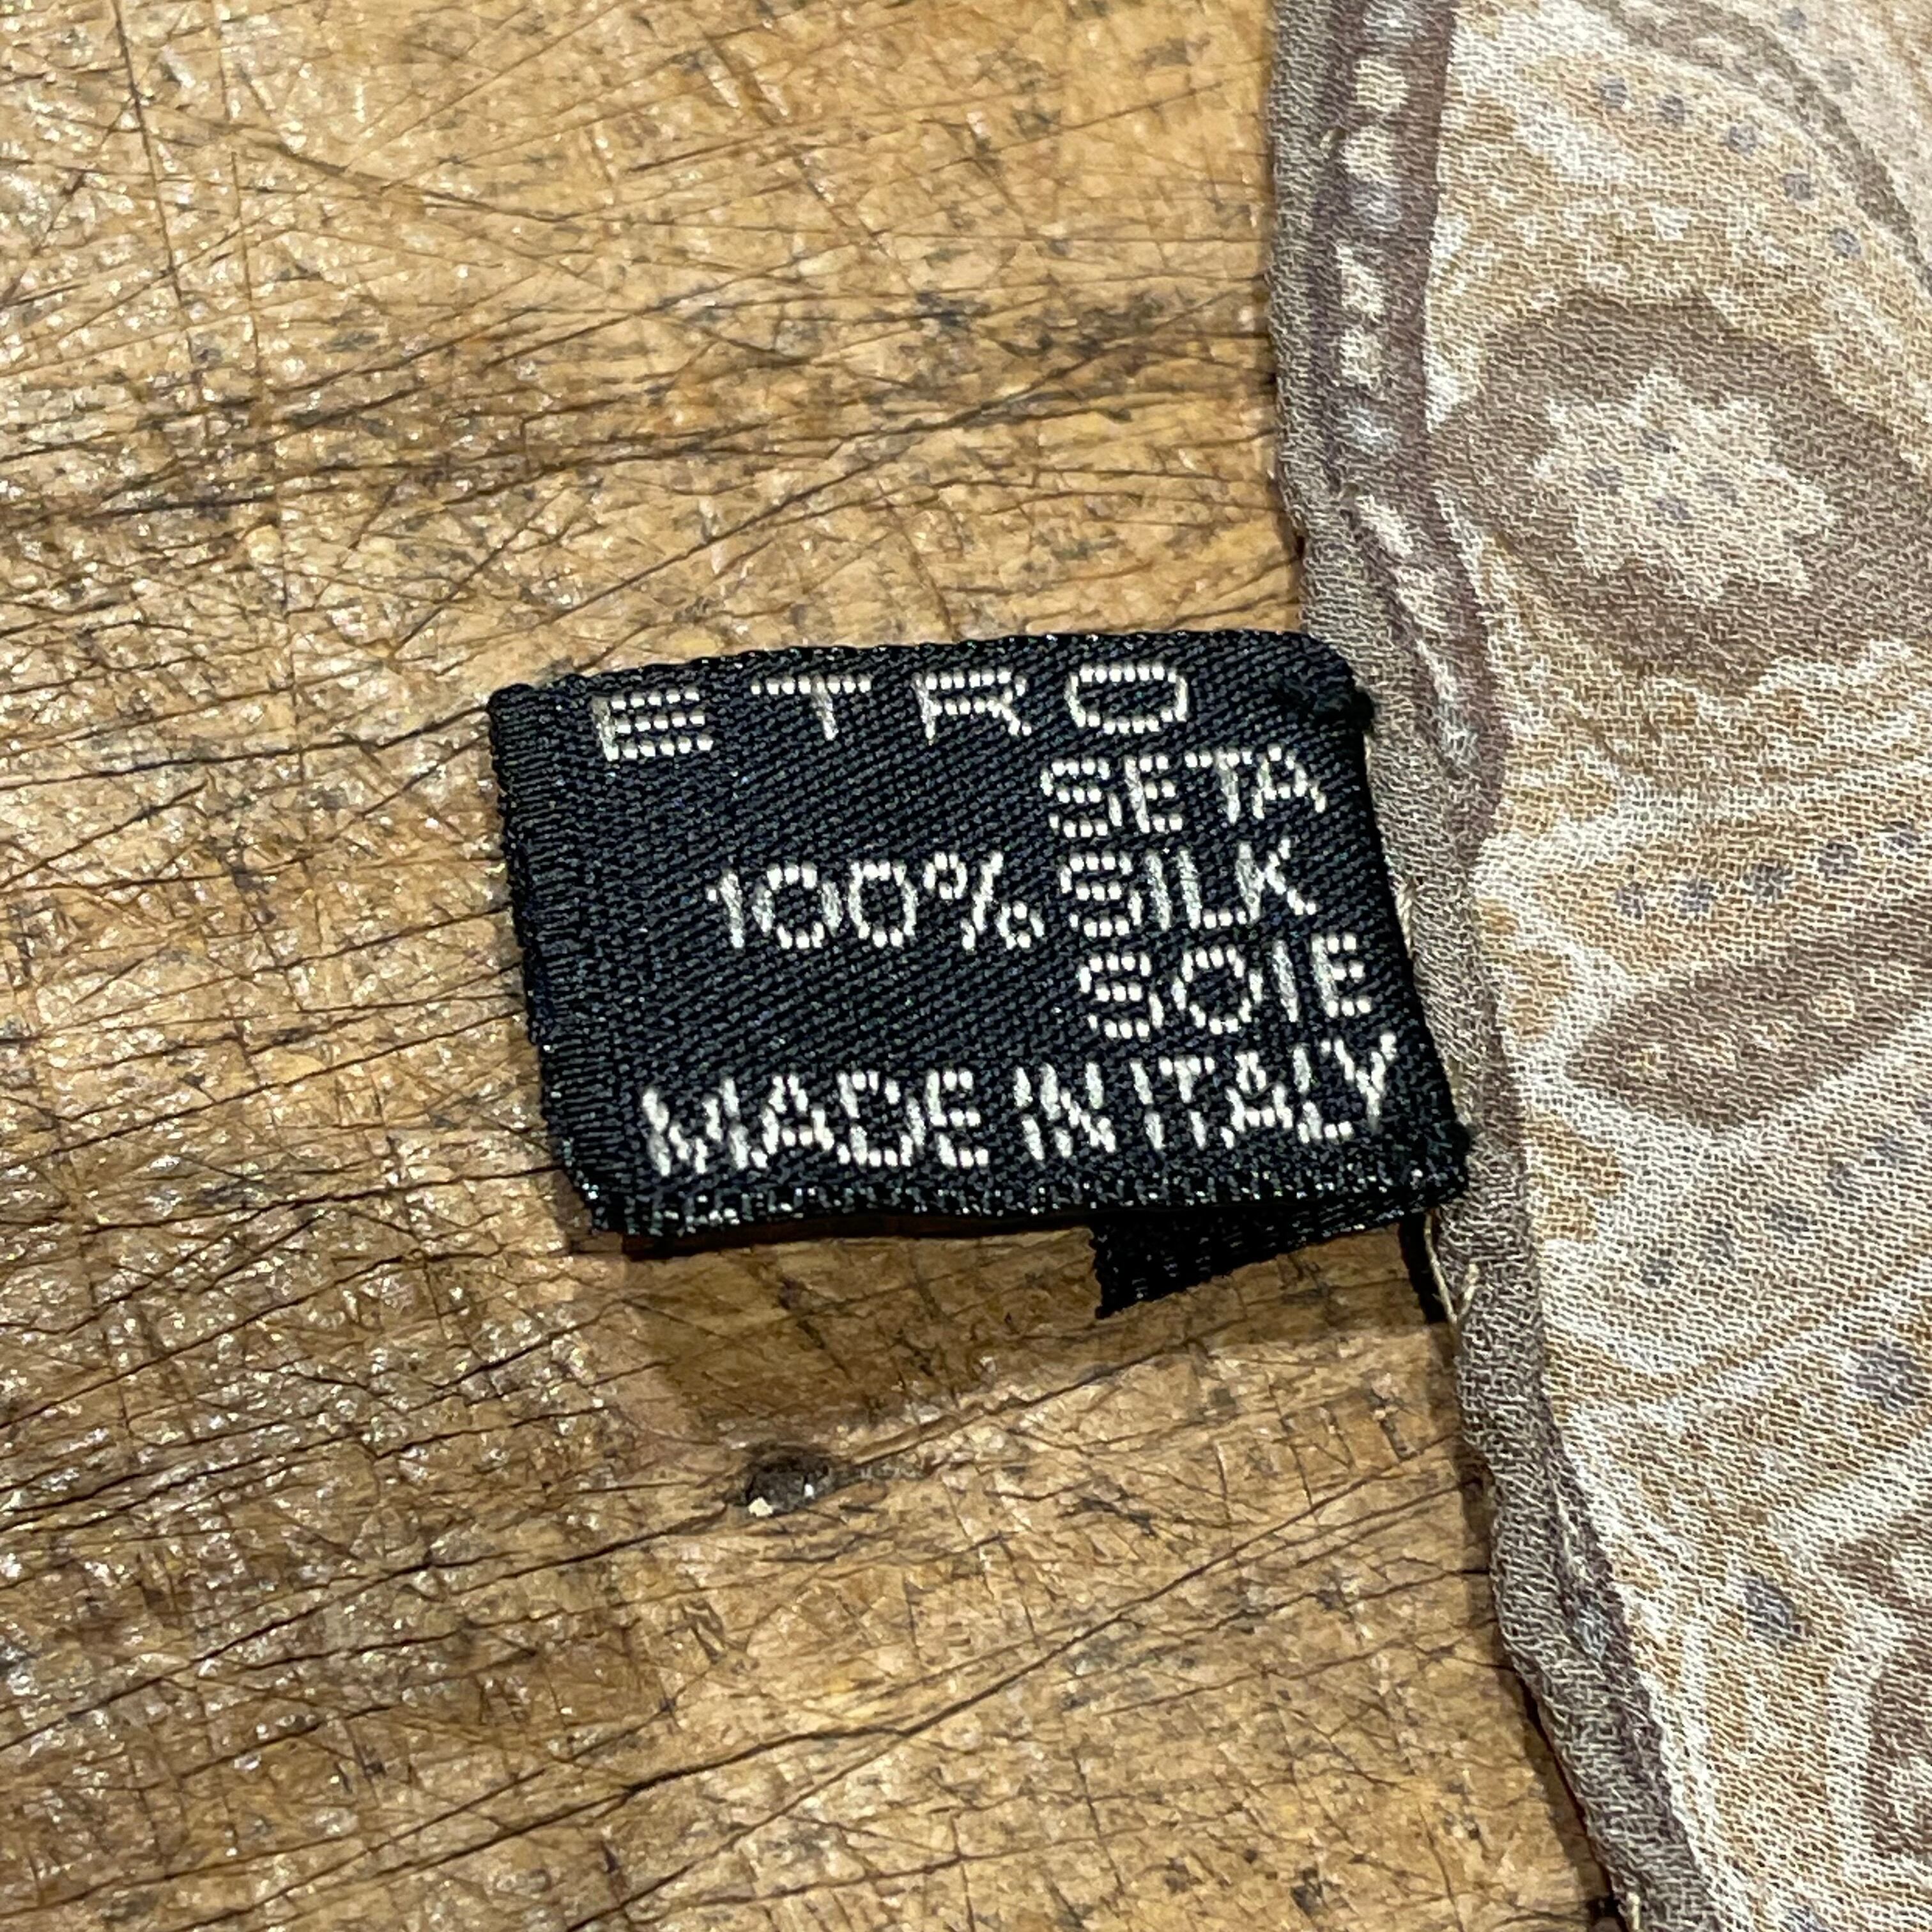 ETRO
SETA
100% SILK
SOIE
MADE IN ITALY